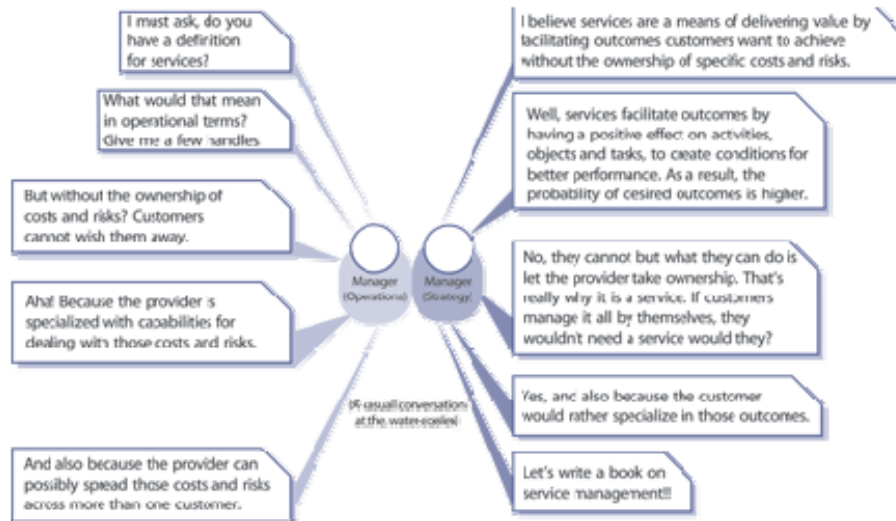 I must ask, do you
have a definition
for services?
I believe services are a means of delivering value by
facilitating outcomes customers want to achieve
without the ownership of specific costs and risks.
What would that mean
in operational terms?
Give me a few handles
Well, services facilitate outcomes by
having a positive effect on activities,
objects and tasks, to create conditions for
better performance. As a result, the
probability of desired outcomes is higher.
But without the ownership of
costs and risks? Customers
cannot wish them away.
No, they cannot but what they can do is
let the provider take ownership. That's
really why it is a service. If customers
manage it all by themselves, they
wouldn't need a service would they?
Manager
(Operations)
Manager
(Strategy)
Aha! Because the provider is
specialized with capabilities for
dealing with those costs and risks.
Yes, and also because the customer
would rather specialize in those outcomes.
(A casual conversation
at the water-cooler)
And also because the provider can
possibly spread those costs and risks
across more than one customer.
Let's write a book on
service management!!